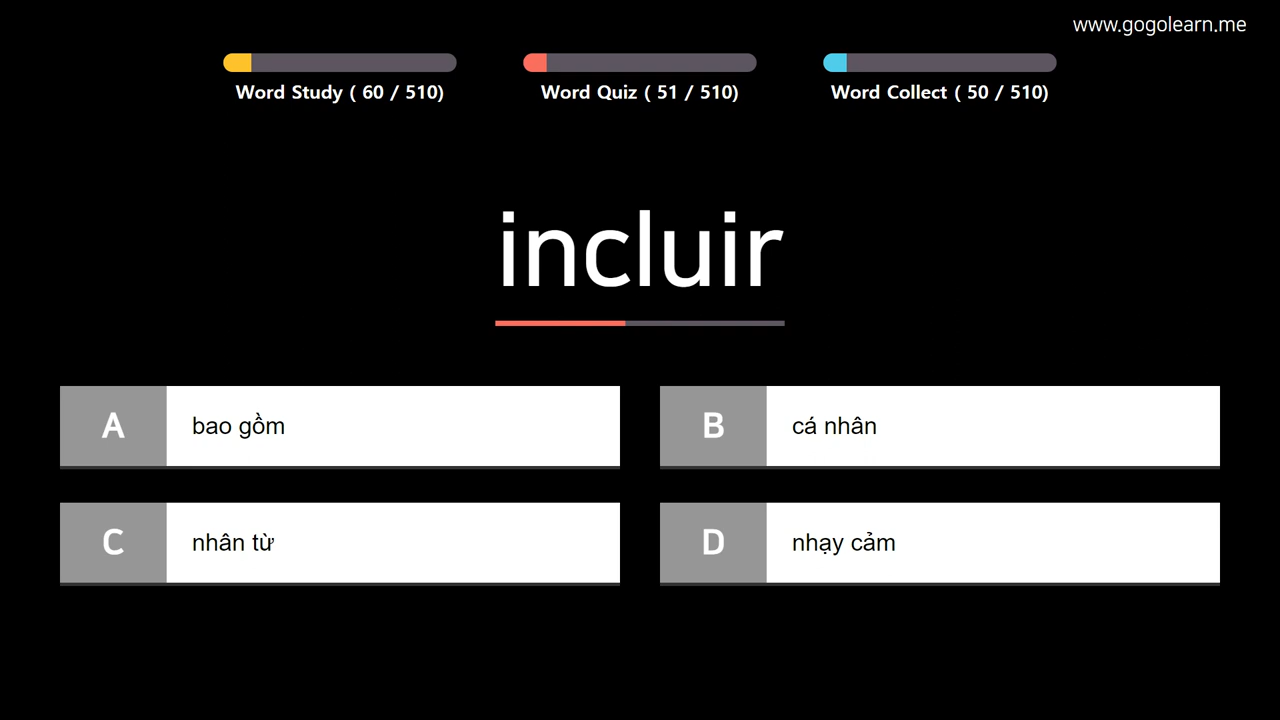 www.gogolearn.me
Word Study ( 60 / 510)
Word Quiz ( 51 / 510)
Word Collect ( 50 / 510)
incluir
A bao gồm
B cá nhân
C nhân từ
D nhạy cảm